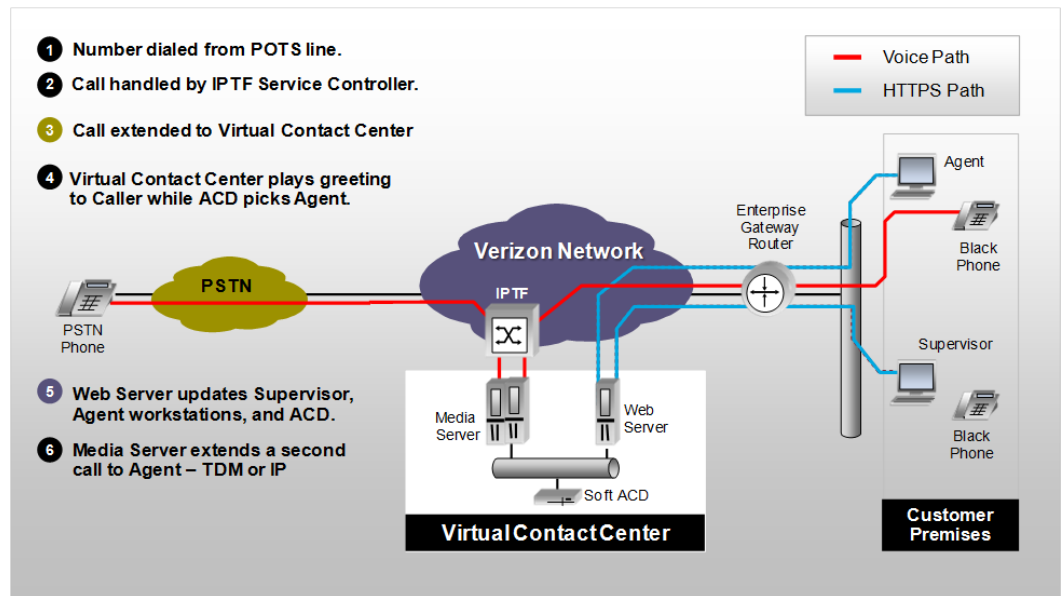 1 Number dialed from POTS line.
2 Call handled by IPTF Service Controller.
3 Call extended to Virtual Contact Center
4 Virtual Contact Center plays greeting
to Caller while ACD picks Agent.
Voice Path
HTTPS Path
Agent
Black
Phone
Enterprise
Gateway
Router
Verizon Network
IPTF
PSTN
PSTN
Phone
Supervisor
Black
Phone
5 Web Server updates Supervisor,
Agent workstations, and ACD.
6 Media Server extends a second
call to Agent – TDM or IP
Media
Server
Web
Server
Soft ACD
Virtual Contact Center
Customer
Premises